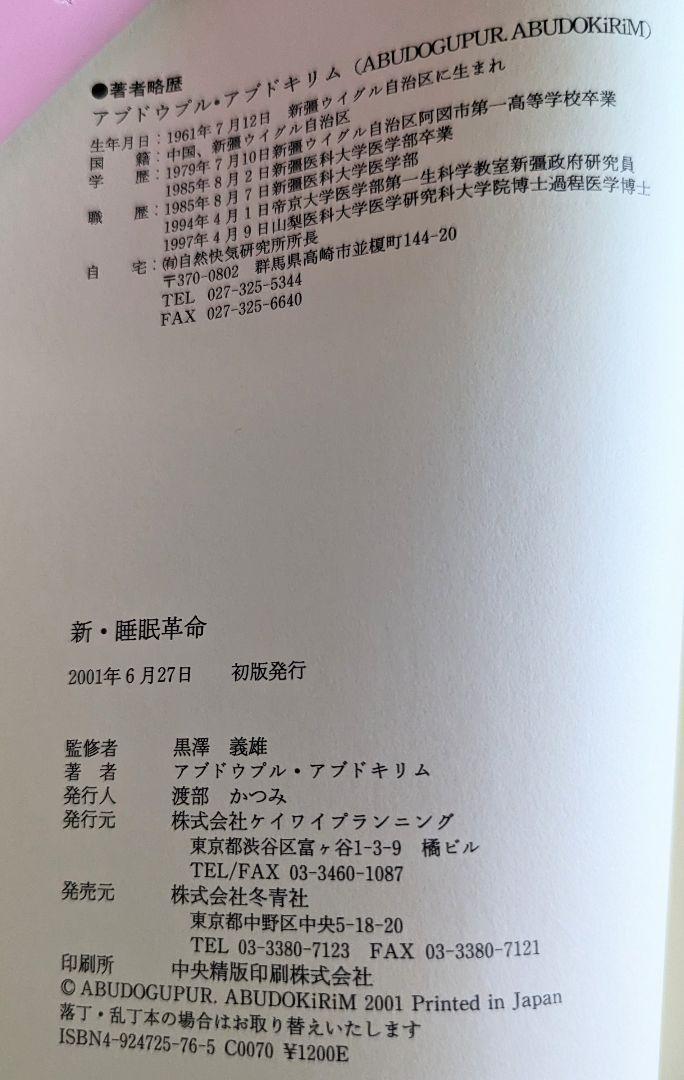 ●著者略歴
アブドウプル・アブドキリム（ABUDOGUPUR. ABUDOKiRiM）
生年月日：1961年7月12日　新疆ウイグル自治区に生まれ
国　　籍：中国、新疆ウイグル自治区
学　　歴：1979年7月10日新疆ウイグル自治区阿図市第一高等学校卒業
1985年8月2日新疆医科大学医学部卒業
職　　歴：1985年8月7日新疆医科大学医学部
1994年4月1日帝京大学医学部第一生科学教室新疆政府研究員
1997年4月9日山梨医科大学医学研究科大学院博士過程医学博士
㈲自然快気研究所所長
自　　宅：〒370-0802　群馬県高崎市並榎町144-20
TEL　027-325-5344
FAX　027-325-6640
新・睡眠革命
2001年6月27日　　初版発行
監修者　　黒澤　義雄
著　者　　アブドウプル・アブドキリム
発行人　　渡部　かつみ
発行元　　株式会社ケイワイプランニング
東京都渋谷区富ヶ谷1-3-9　橘ビル
TEL/FAX 03-3460-1087
発売元　　株式会社冬青社
東京都中野区中央5-18-20
TEL 03-3380-7123　FAX 03-3380-7121
印刷所　　中央精版印刷株式会社
© ABUDOGUPUR. ABUDOKiRiM 2001 Printed in Japan
落丁・乱丁本の場合はお取り替えいたします
ISBN4-924725-76-5 C0070 ¥1200E